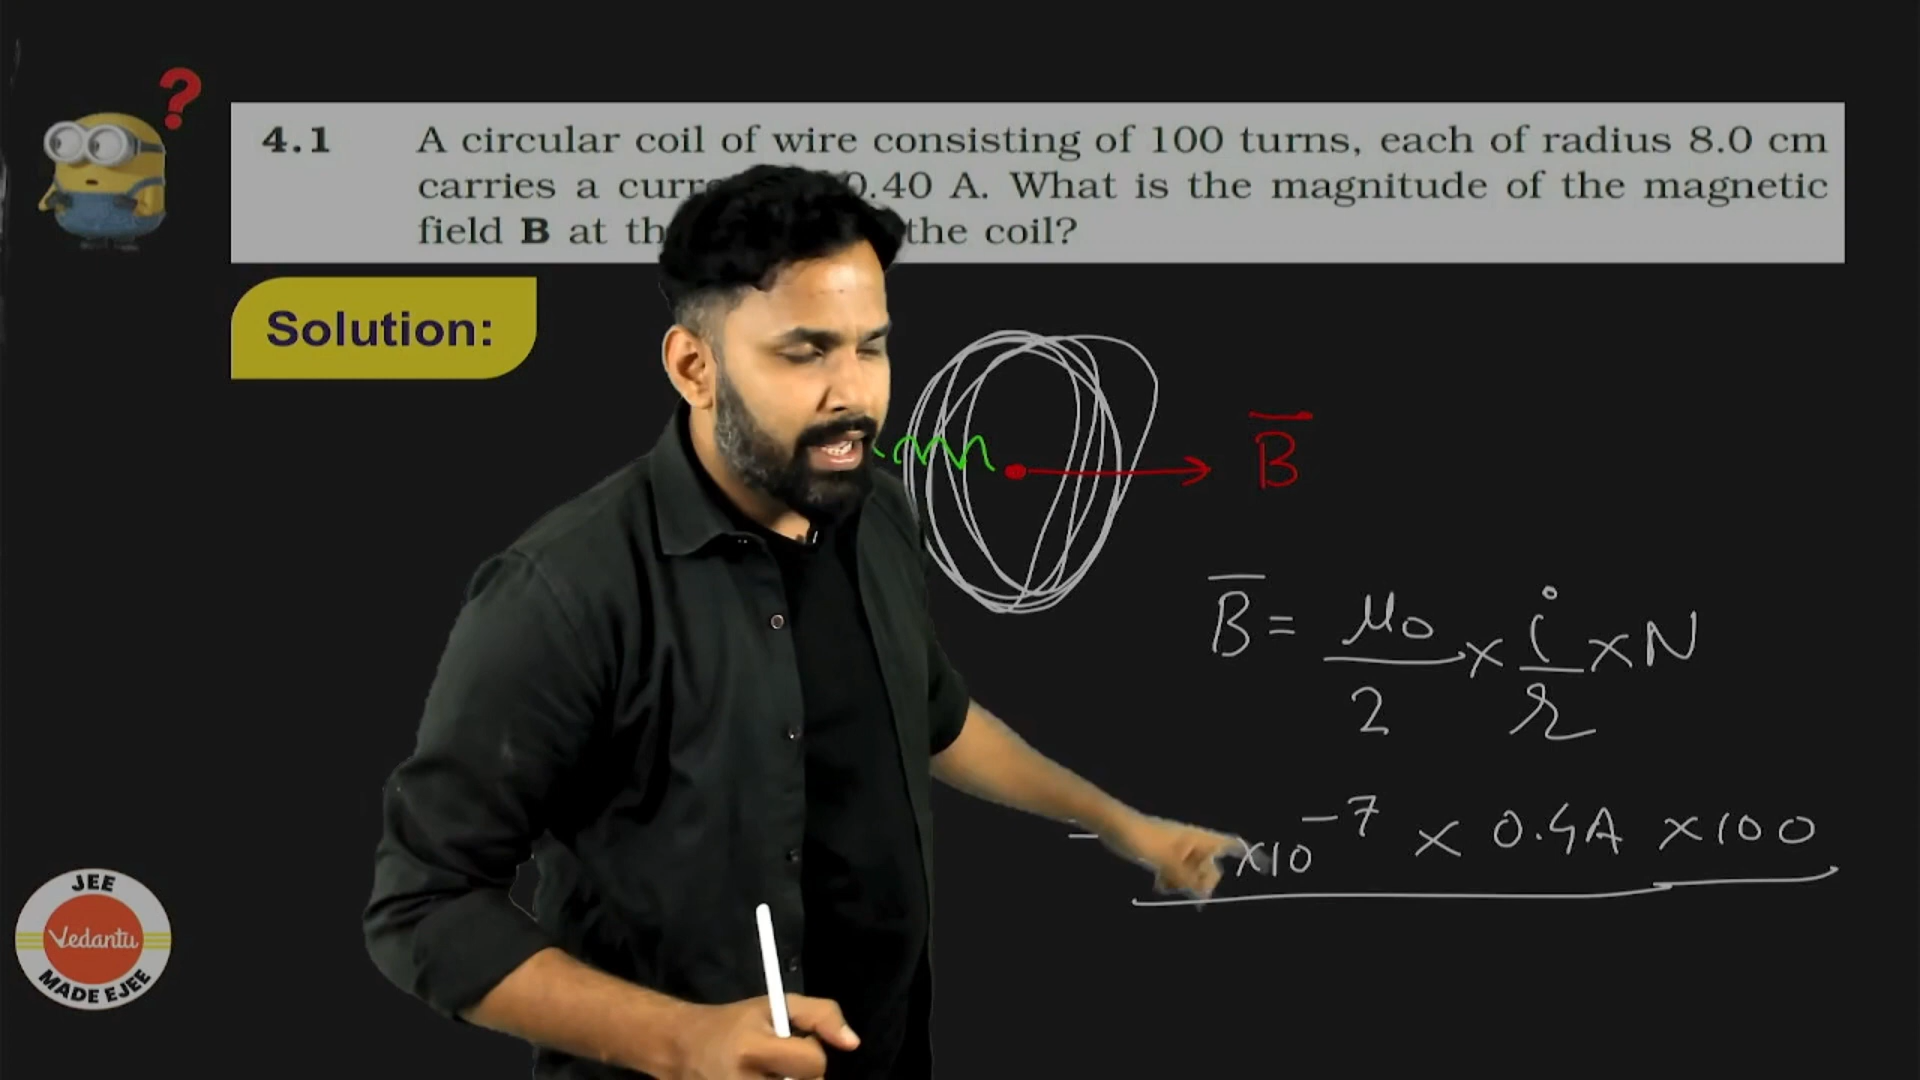 ?
4.1 A circular coil of wire consisting of 100 turns, each of radius 8.0 cm
carries a 0.40 A. What is the magnitude of the magnetic
field B at the coil?
Solution:
B
B = μ0/2 × i/r × N
= ×10^-7 × 0.4A ×100
JEE
Vedantu
MADE EJEE